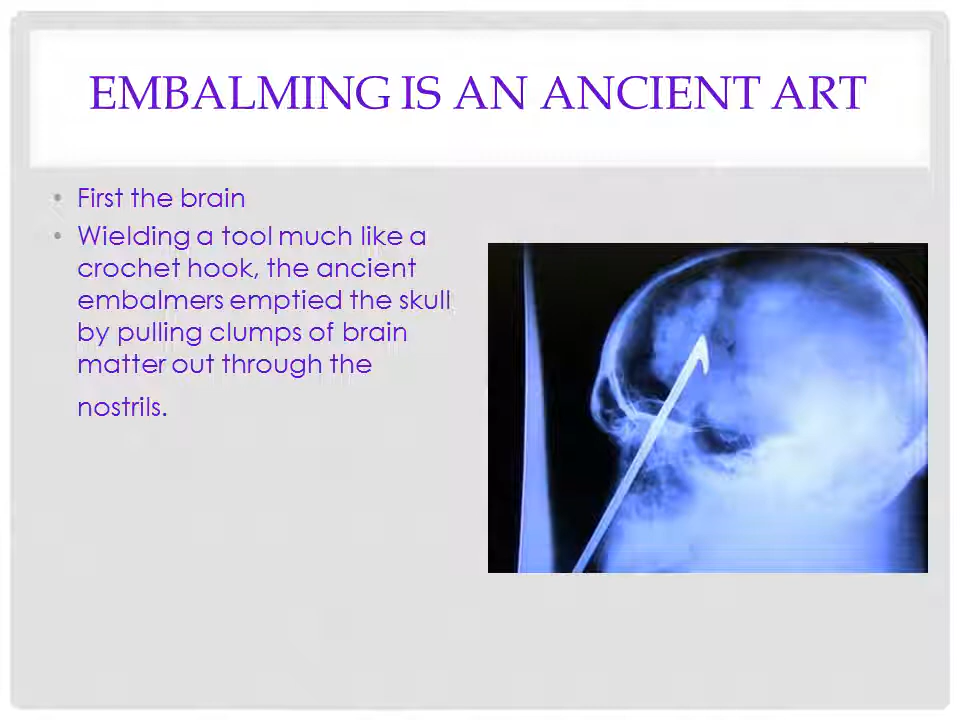 EMBALMING IS AN ANCIENT ART
• First the brain
• Wielding a tool much like a
crochet hook, the ancient
embalmers emptied the skull
by pulling clumps of brain
matter out through the
nostrils.